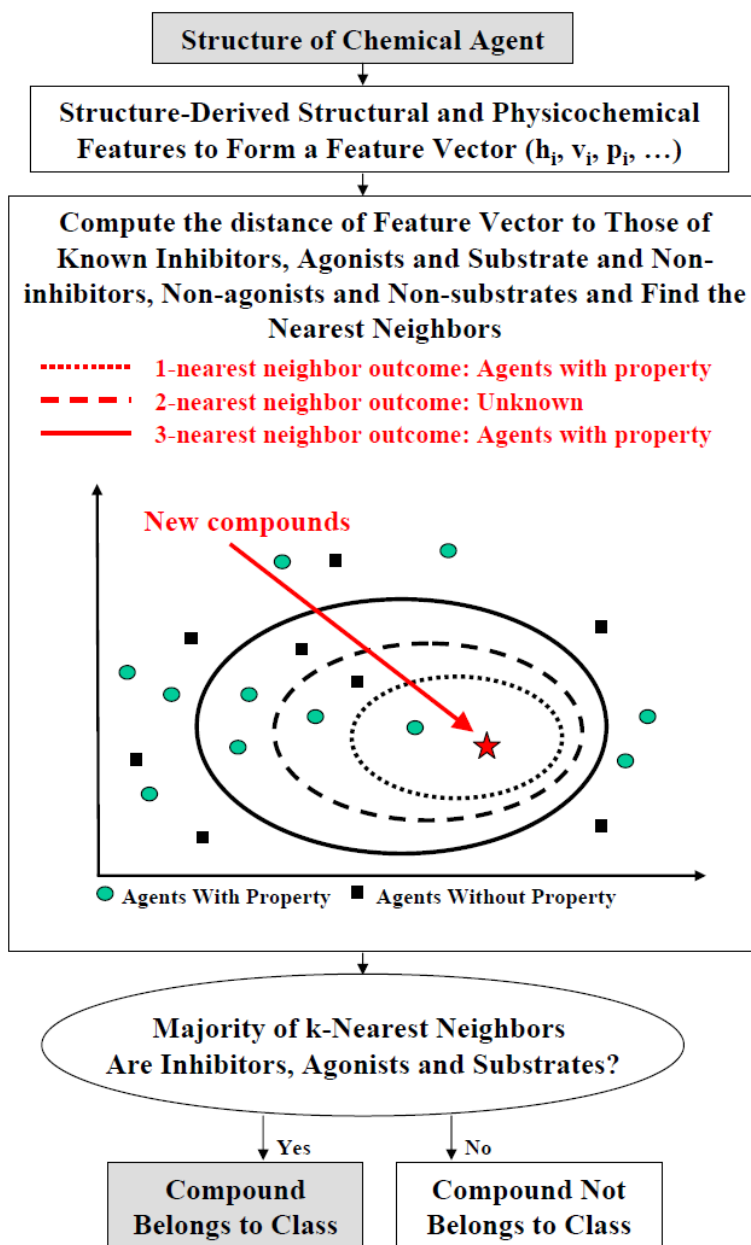 Structure of Chemical Agent
Structure-Derived Structural and Physicochemical
Features to Form a Feature Vector (hi, vi, pi, …)
Compute the distance of Feature Vector to Those of
Known Inhibitors, Agonists and Substrate and Non-
inhibitors, Non-agonists and Non-substrates and Find the
Nearest Neighbors
1-nearest neighbor outcome: Agents with property
2-nearest neighbor outcome: Unknown
3-nearest neighbor outcome: Agents with property
New compounds
Agents With Property
Agents Without Property
Majority of k-Nearest Neighbors
Are Inhibitors, Agonists and Substrates?
Yes
No
Compound
Belongs to Class
Compound Not
Belongs to Class